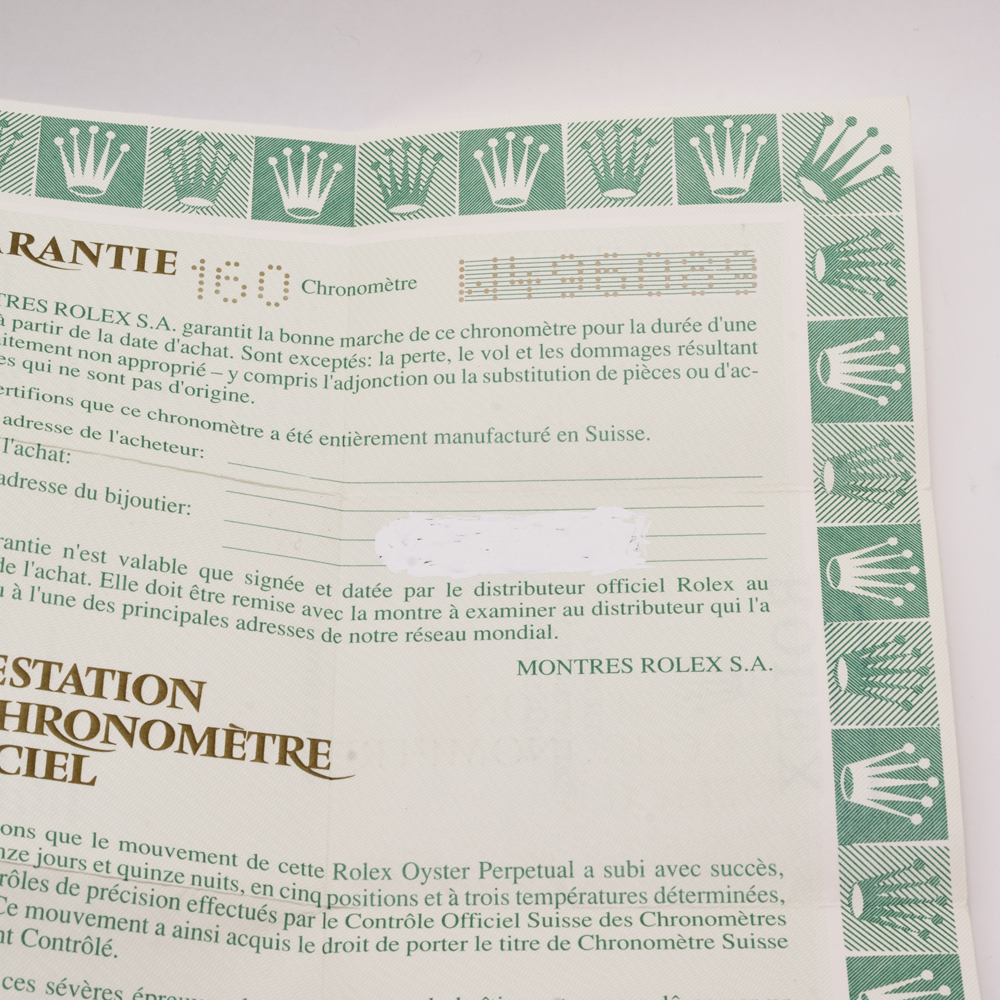 ARANTIE 160 Chronomètre
TRES ROLEX S.A. garantit la bonne marche de ce chronomètre pour la durée d'une
à partir de la date d'achat. Sont exceptés: la perte, le vol et les dommages résultant
aitement non approprié – y compris l'adjonction ou la substitution de pièces ou d'ac-
es qui ne sont pas d'origine.
ertifions que ce chronomètre a été entièrement manufacturé en Suisse.
adresse de l'acheteur:
l'achat:
adresse du bijoutier:
rantie n'est valable que signée et datée par le distributeur officiel Rolex au
de l'achat. Elle doit être remise avec la montre à examiner au distributeur qui l'a
u à l'une des principales adresses de notre réseau mondial.
MONTRES ROLEX S.A.
ESTATION
HRONOMÈTRE
CIEL
ons que le mouvement de cette Rolex Oyster Perpetual a subi avec succès,
nze jours et quinze nuits, en cinq positions et à trois températures déterminées,
rôles de précision effectués par le Contrôle Officiel Suisse des Chronomètres
Ce mouvement a ainsi acquis le droit de porter le titre de Chronomètre Suisse
nt Contrôlé.
ces sévères